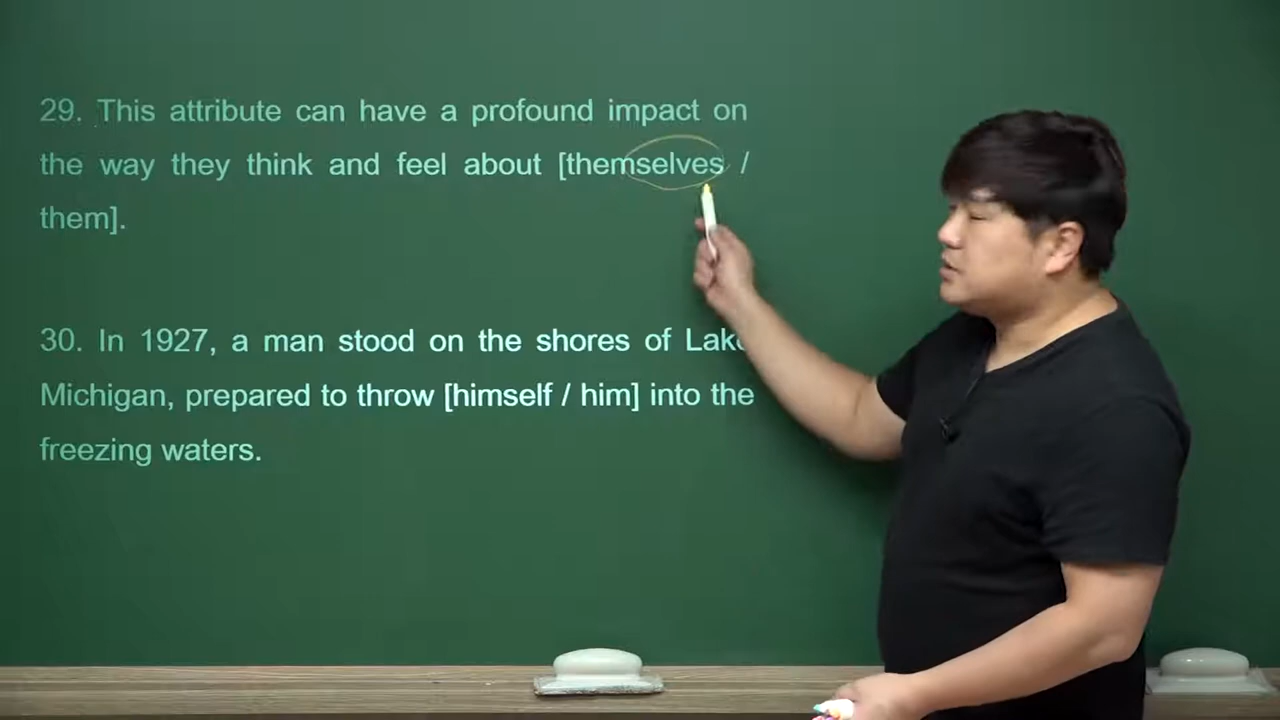 29. This attribute can have a profound impact on
the way they think and feel about [themselves /
them].
30. In 1927, a man stood on the shores of Lake
Michigan, prepared to throw [himself / him] into the
freezing waters.